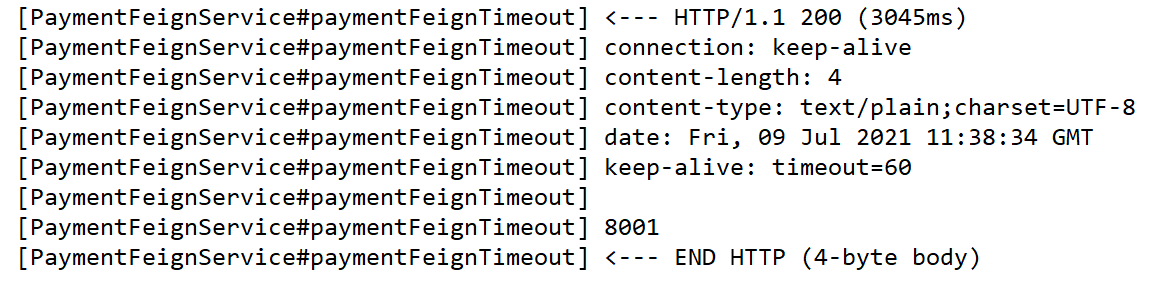 [PaymentFeignService#paymentFeignTimeout] <--- HTTP/1.1 200 (3045ms)
[PaymentFeignService#paymentFeignTimeout] connection: keep-alive
[PaymentFeignService#paymentFeignTimeout] content-length: 4
[PaymentFeignService#paymentFeignTimeout] content-type: text/plain;charset=UTF-8
[PaymentFeignService#paymentFeignTimeout] date: Fri, 09 Jul 2021 11:38:34 GMT
[PaymentFeignService#paymentFeignTimeout] keep-alive: timeout=60
[PaymentFeignService#paymentFeignTimeout]
[PaymentFeignService#paymentFeignTimeout] 8001
[PaymentFeignService#paymentFeignTimeout] <--- END HTTP (4-byte body)